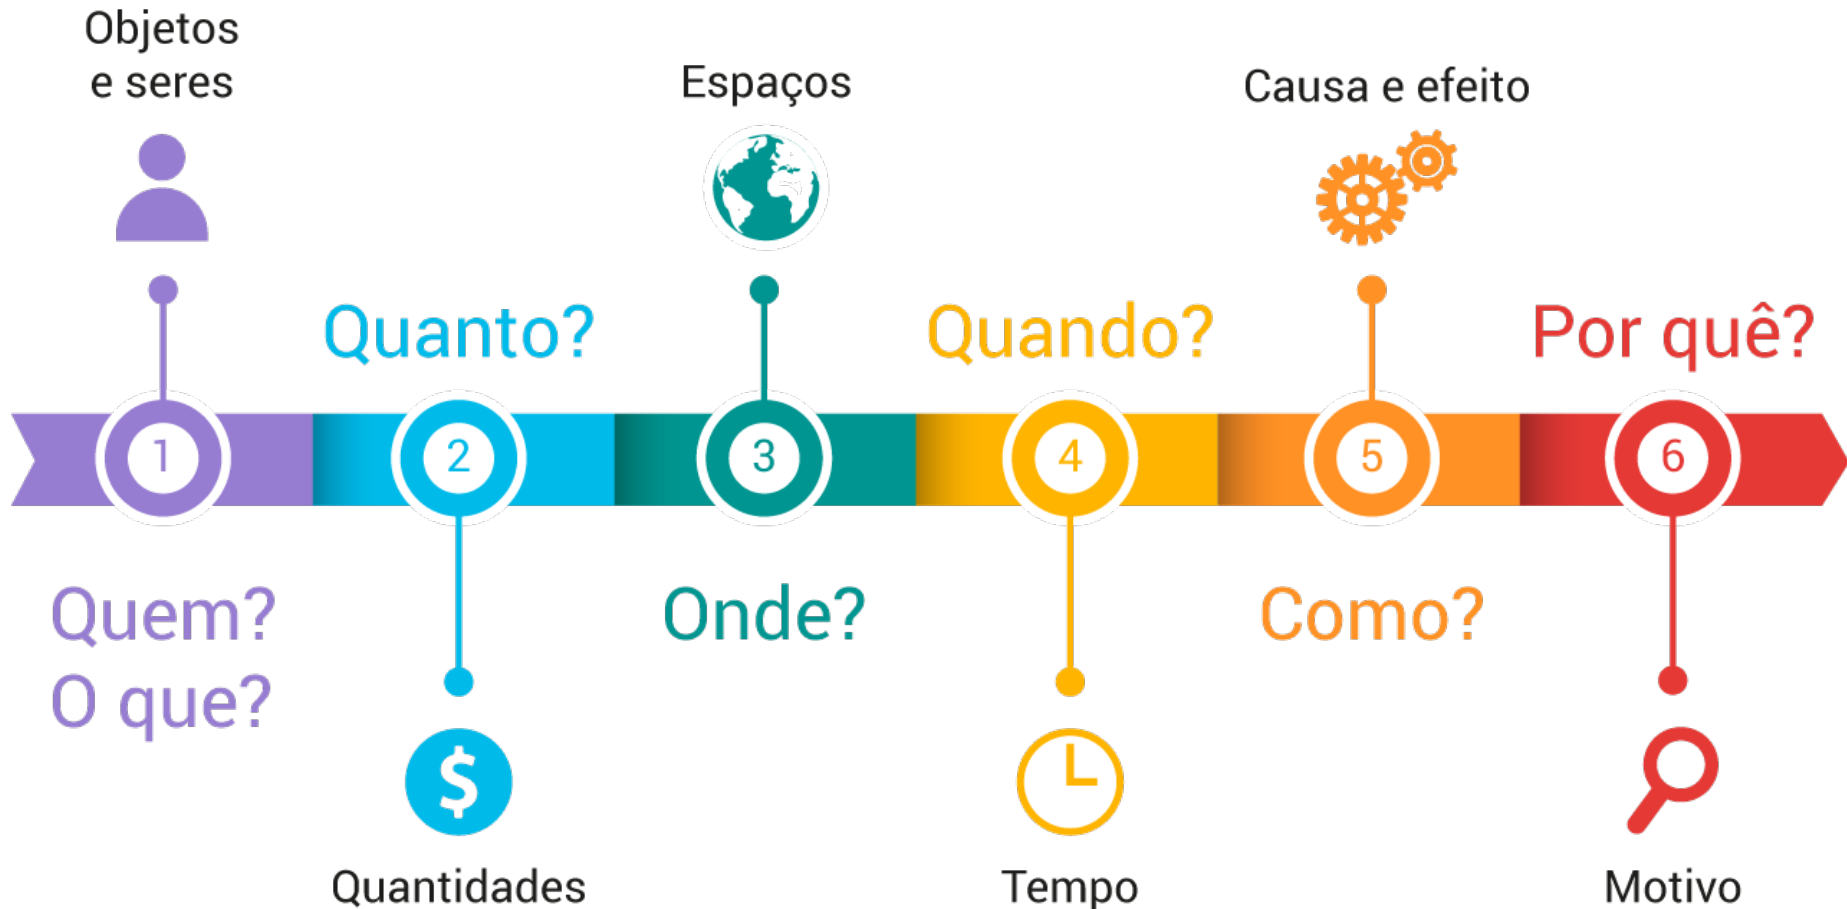 Objetos
e seres
Espaços
Causa e efeito
Quanto?
Quando?
Por quê?
1
2
3
4
5
6
Quem?
O que?
Onde?
Como?
$
Quantidades
Tempo
Motivo